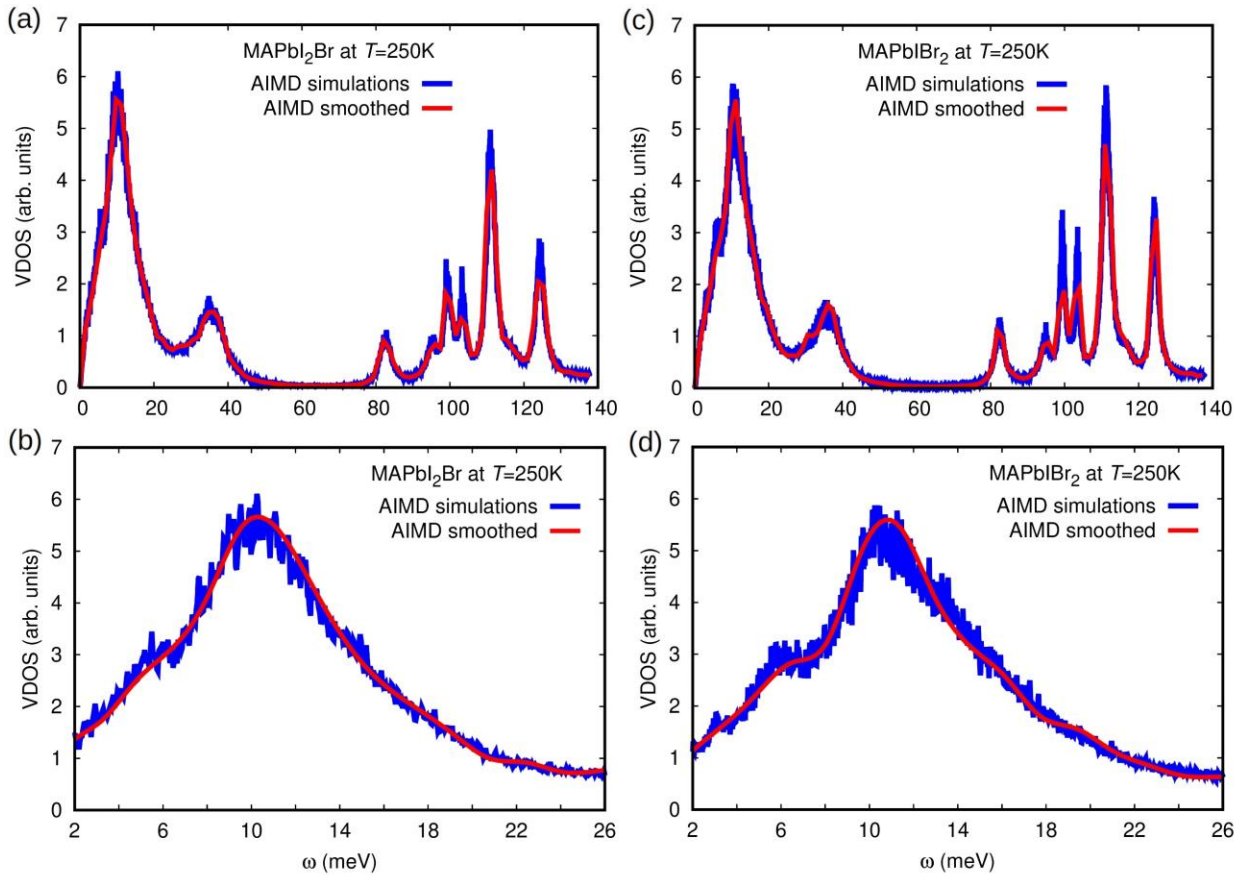 (a)
MAPbI₂Br at T=250K
AIMD simulations
AIMD smoothed
VDOS (arb. units)
7
6
5
4
3
2
1
0
0 20 40 60 80 100 120 140
(c)
MAPbIBr₂ at T=250K
AIMD simulations
AIMD smoothed
VDOS (arb. units)
7
6
5
4
3
2
1
0
0 20 40 60 80 100 120 140
(b)
MAPbI₂Br at T=250K
AIMD simulations
AIMD smoothed
VDOS (arb. units)
7
6
5
4
3
2
1
0
2 6 10 14 18 22 26
ω (meV)
(d)
MAPbIBr₂ at T=250K
AIMD simulations
AIMD smoothed
VDOS (arb. units)
7
6
5
4
3
2
1
0
2 6 10 14 18 22 26
ω (meV)